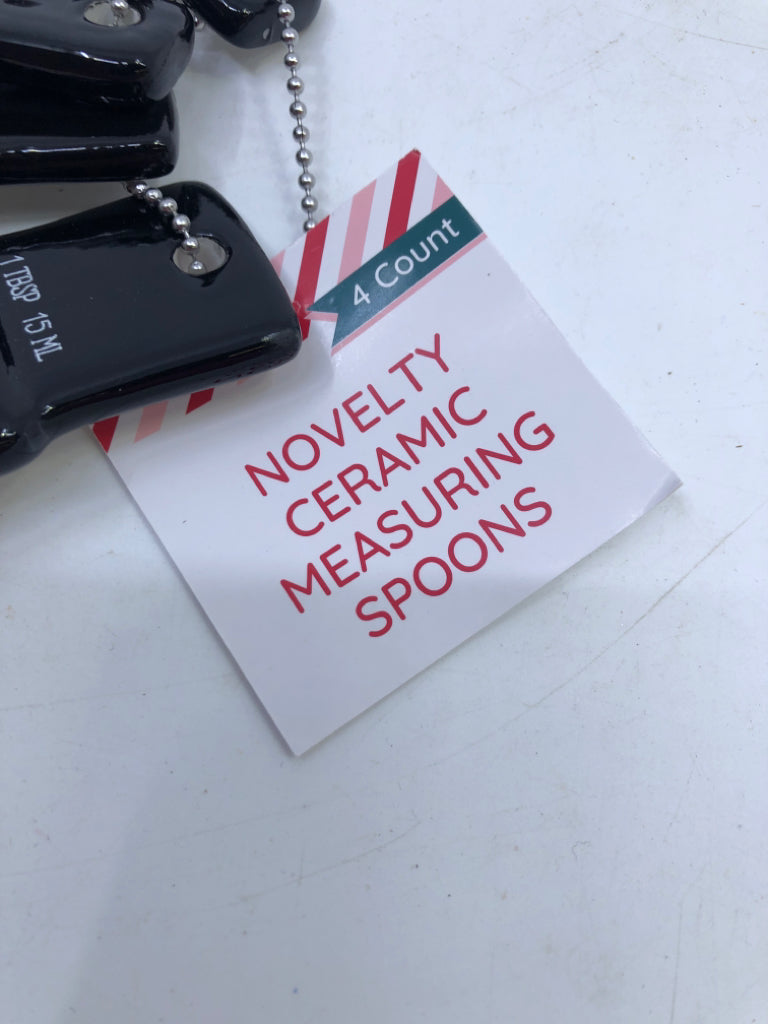 1 TBSP 15 ML
4 Count
NOVELTY
CERAMIC
MEASURING
SPOONS